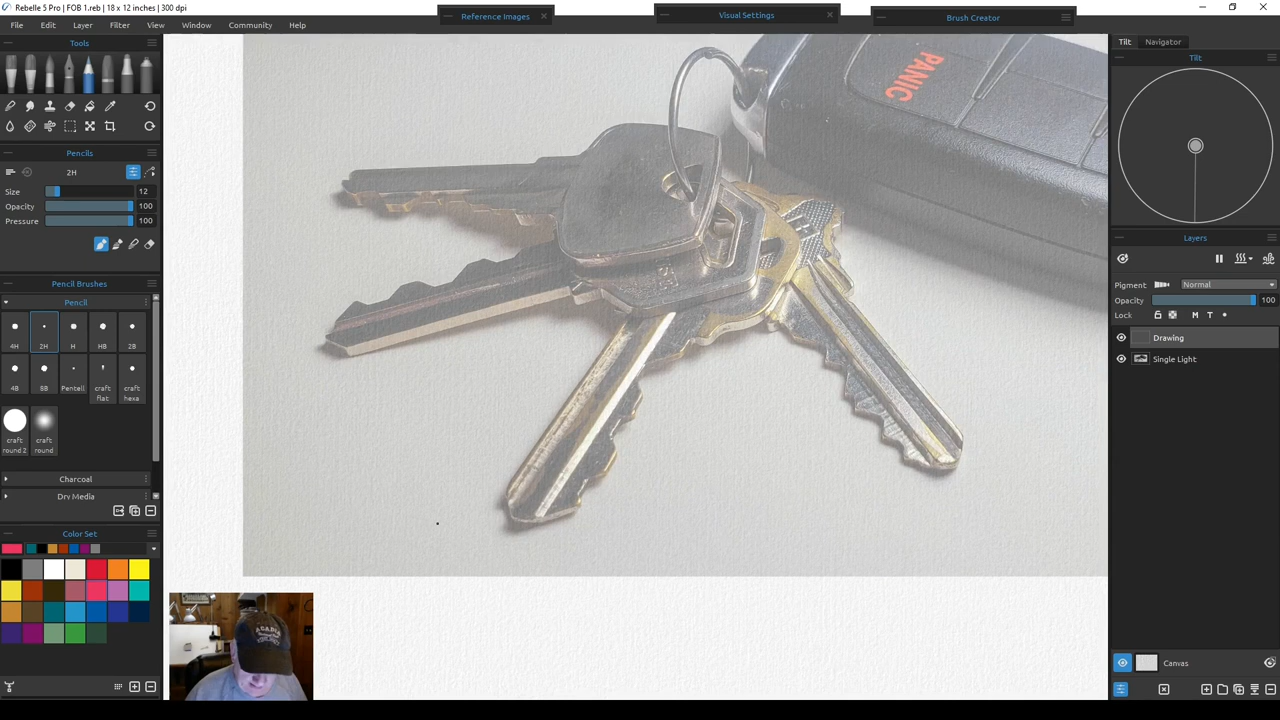 Rebelle 5 Pro | FOB 1.reb | 18 x 12 inches | 300 dpi
File Edit Layer Filter View Window Community Help
Reference Images
Visual Settings
Brush Creator
Tools
Pencils
2H
Size 12
Opacity 100
Pressure 100
Pencil Brushes
Pencil
4H 2H H HB 2B
4B 8B Pentell craft flat craft hexa
craft round 2 craft round
Charcoal
Dry Media
Color Set
PANIC
ACADIA
Tilt Navigator
Tilt
Layers
Pigment Normal
Opacity 100
Lock M T
Drawing
Single Light
Canvas